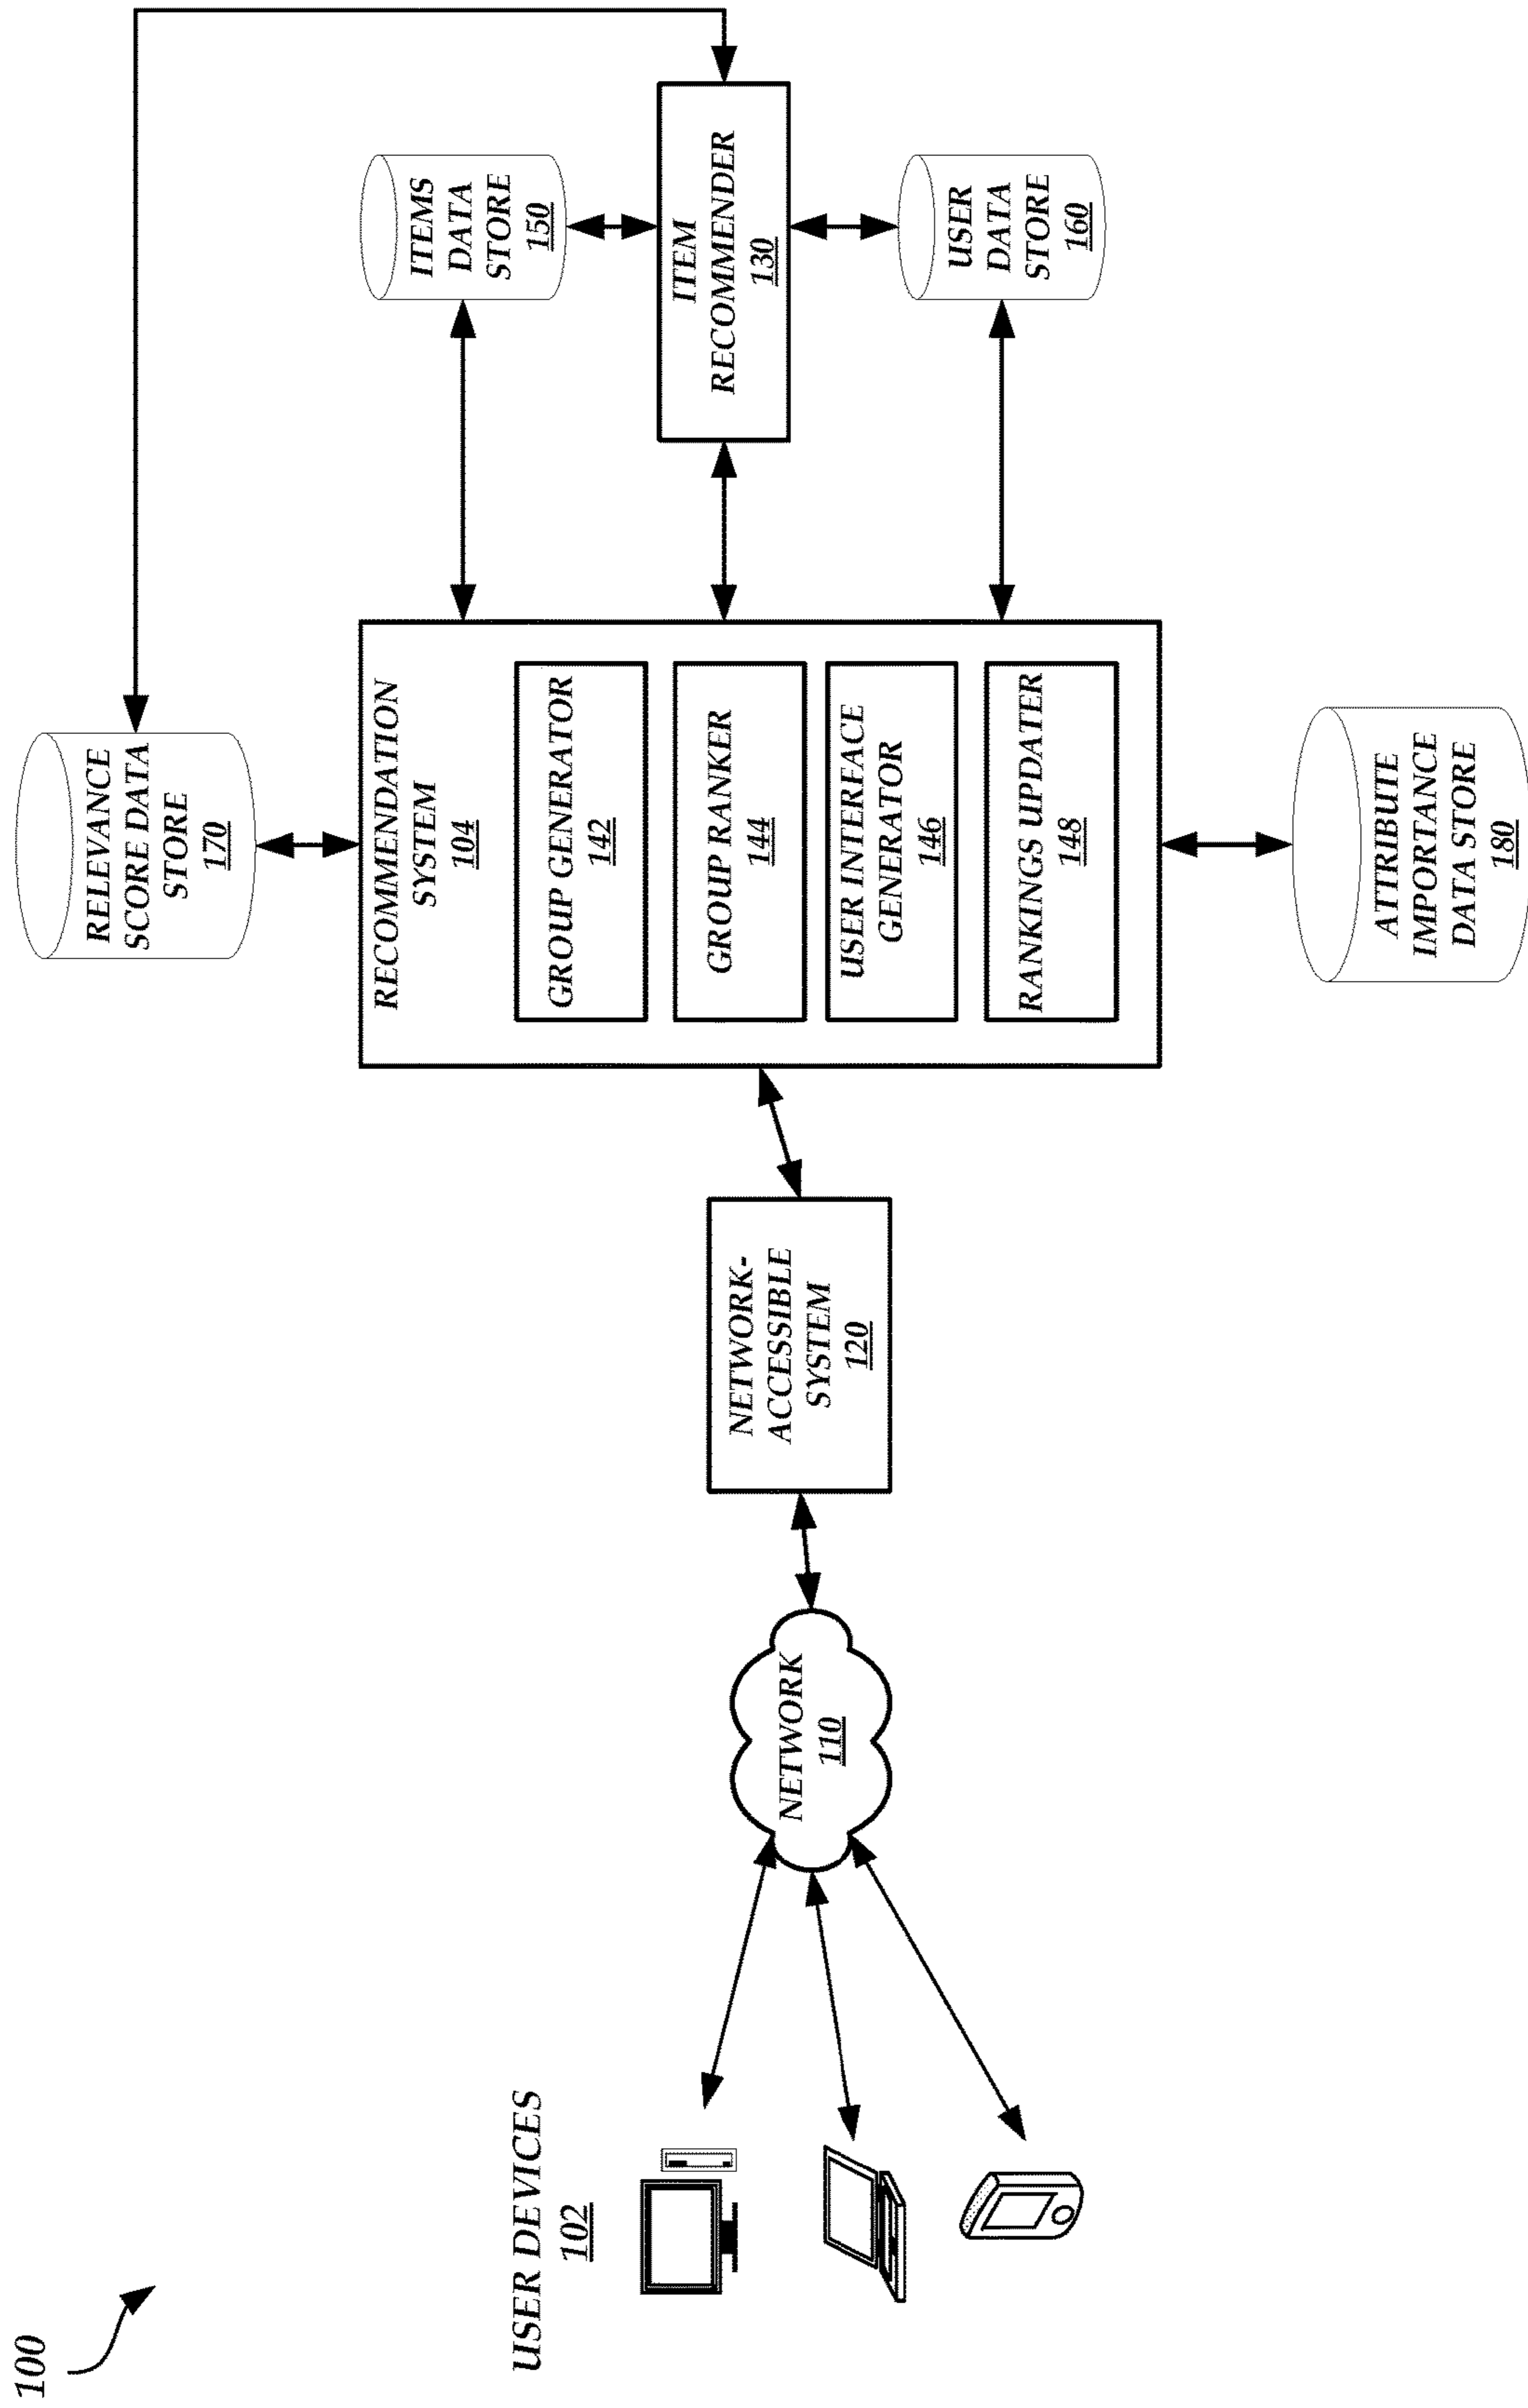 100
USER DEVICES
102
NETWORK
110
NETWORK-
ACCESSIBLE
SYSTEM
120
RELEVANCE
SCORE DATA
STORE
170
RECOMMENDATION
SYSTEM
104
GROUP GENERATOR
142
GROUP RANKER
144
USER INTERFACE
GENERATOR
146
RANKINGS UPDATER
148
ATTRIBUTE
IMPORTANCE
DATA STORE
180
ITEMS
DATA
STORE
150
ITEM
RECOMMENDER
130
USER
DATA
STORE
160